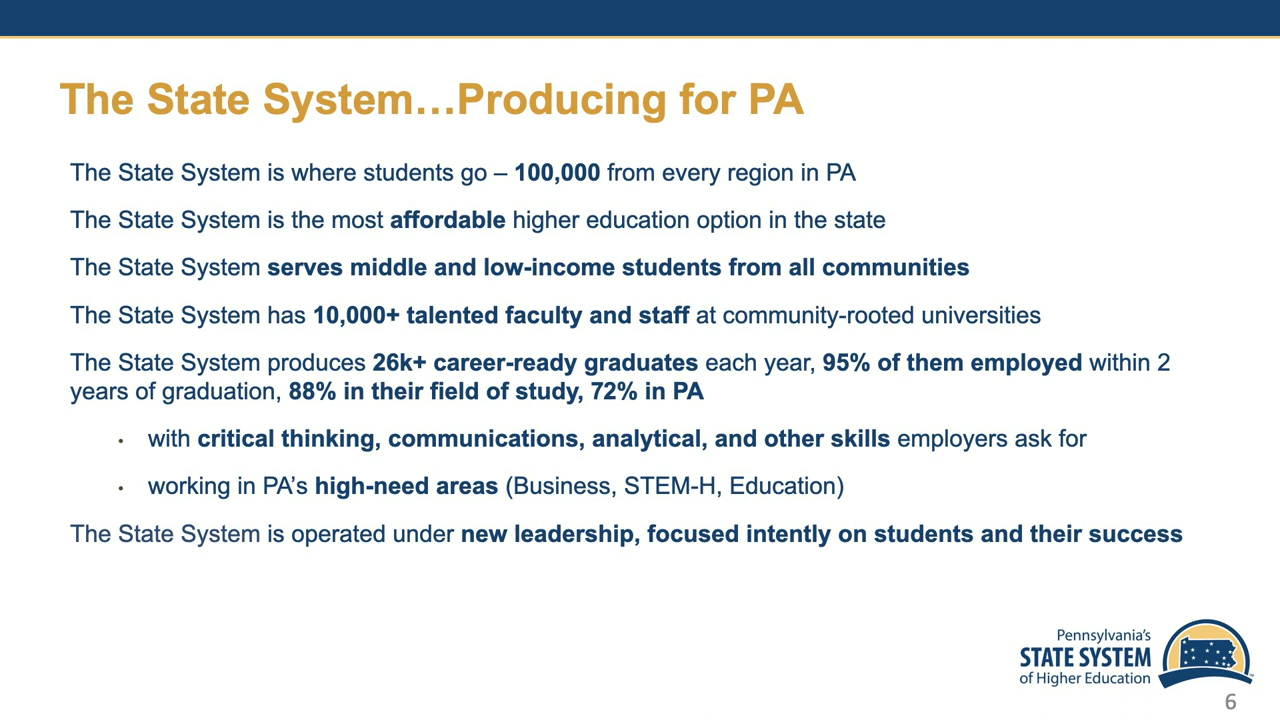 The State System…Producing for PA
The State System is where students go – 100,000 from every region in PA
The State System is the most affordable higher education option in the state
The State System serves middle and low-income students from all communities
The State System has 10,000+ talented faculty and staff at community-rooted universities
The State System produces 26k+ career-ready graduates each year, 95% of them employed within 2
years of graduation, 88% in their field of study, 72% in PA
• with critical thinking, communications, analytical, and other skills employers ask for
• working in PA’s high-need areas (Business, STEM-H, Education)
The State System is operated under new leadership, focused intently on students and their success
Pennsylvania’s
STATE SYSTEM
of Higher Education
6